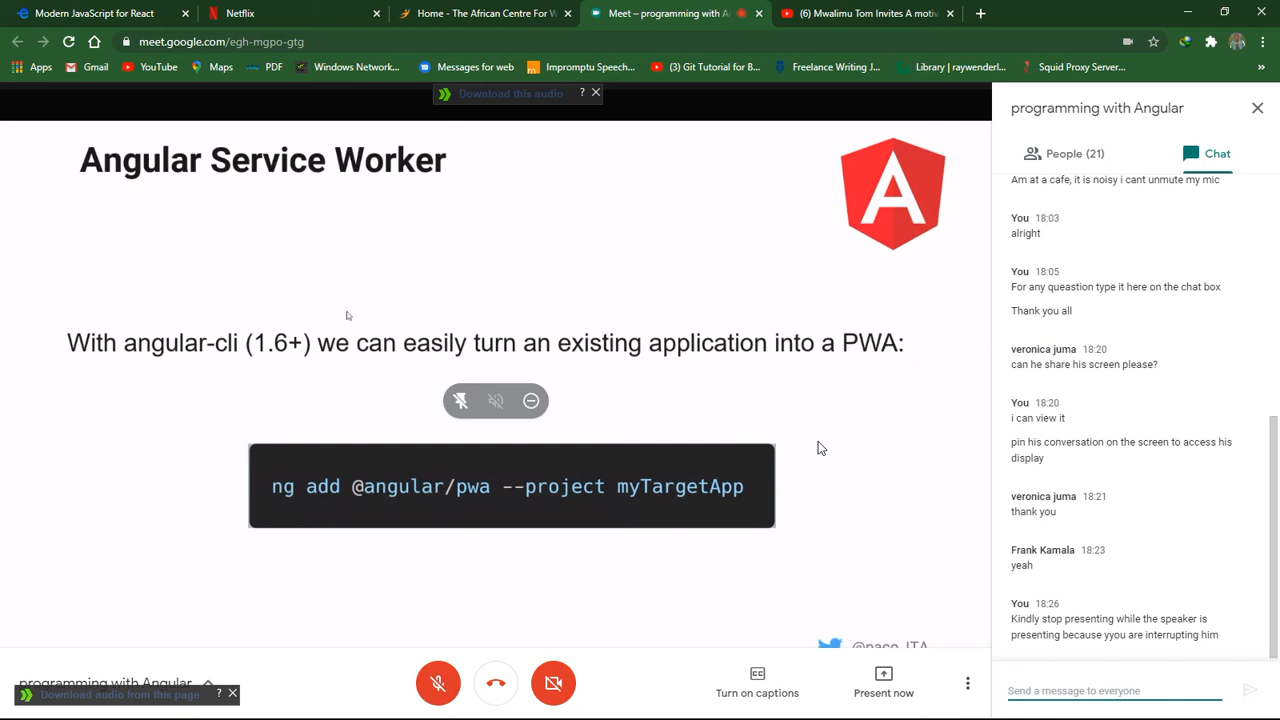 Modern JavaScript for React
Netflix
Home - The African Centre For W
Meet – programming with A
(6) Mwalimu Tom Invites A motiv
meet.google.com/egh-mgpo-gtg
Apps
Gmail
YouTube
Maps
PDF
Windows Network...
Messages for web
Impromptu Speech...
(3) Git Tutorial for B...
Freelance Writing J...
Library | raywenderl...
Squid Proxy Server...
»
Download this audio
?
Angular Service Worker
With angular-cli (1.6+) we can easily turn an existing application into a PWA:
ng add @angular/pwa --project myTargetApp
programming with Angular
Download audio from this page
?
CC
Turn on captions
Present now
programming with Angular
People (21)
Chat
Am at a cafe, it is noisy i cant unmute my mic
You 18:03
alright
You 18:05
For any queastion type it here on the chat box
Thank you all
veronica juma 18:20
can he share his screen please?
You 18:20
i can view it
pin his conversation on the screen to access his
display
veronica juma 18:21
thank you
Frank Kamala 18:23
yeah
You 18:26
Kindly stop presenting while the speaker is
presenting because yyou are interrupting him
Send a message to everyone